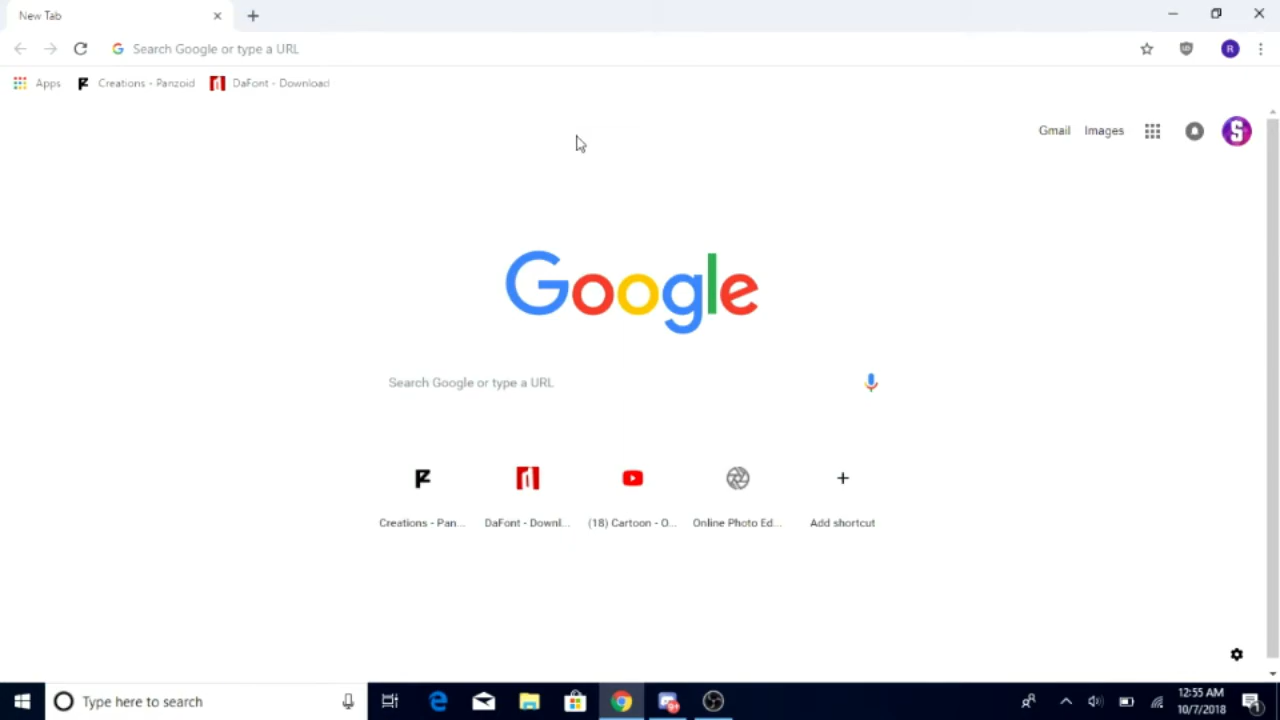 New Tab
Search Google or type a URL
R
Apps
Creations - Panzoid
DaFont - Download
Gmail
Images
S
Google
Search Google or type a URL
Creations - Pan...
DaFont - Downl...
(18) Cartoon - O...
Online Photo Ed...
Add shortcut
Type here to search
12:55 AM
10/7/2018